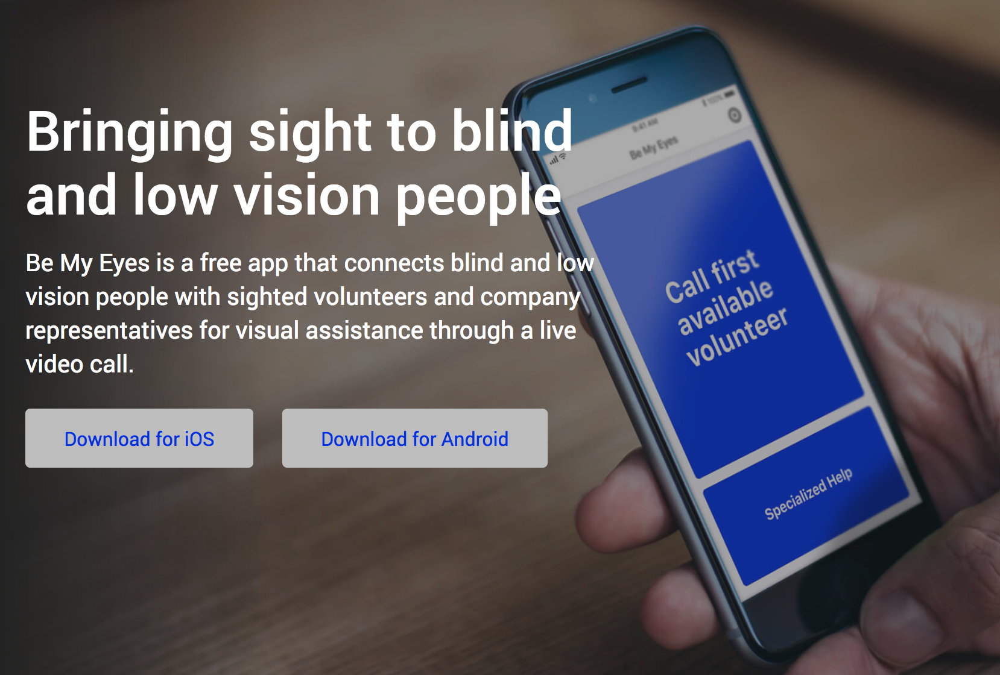 Bringing sight to blind
and low vision people
Be My Eyes is a free app that connects blind and low
vision people with sighted volunteers and company
representatives for visual assistance through a live
video call.
Download for iOS
Download for Android
9:41 AM
100%
Be My Eyes
Call first
available
volunteer
Specialized Help